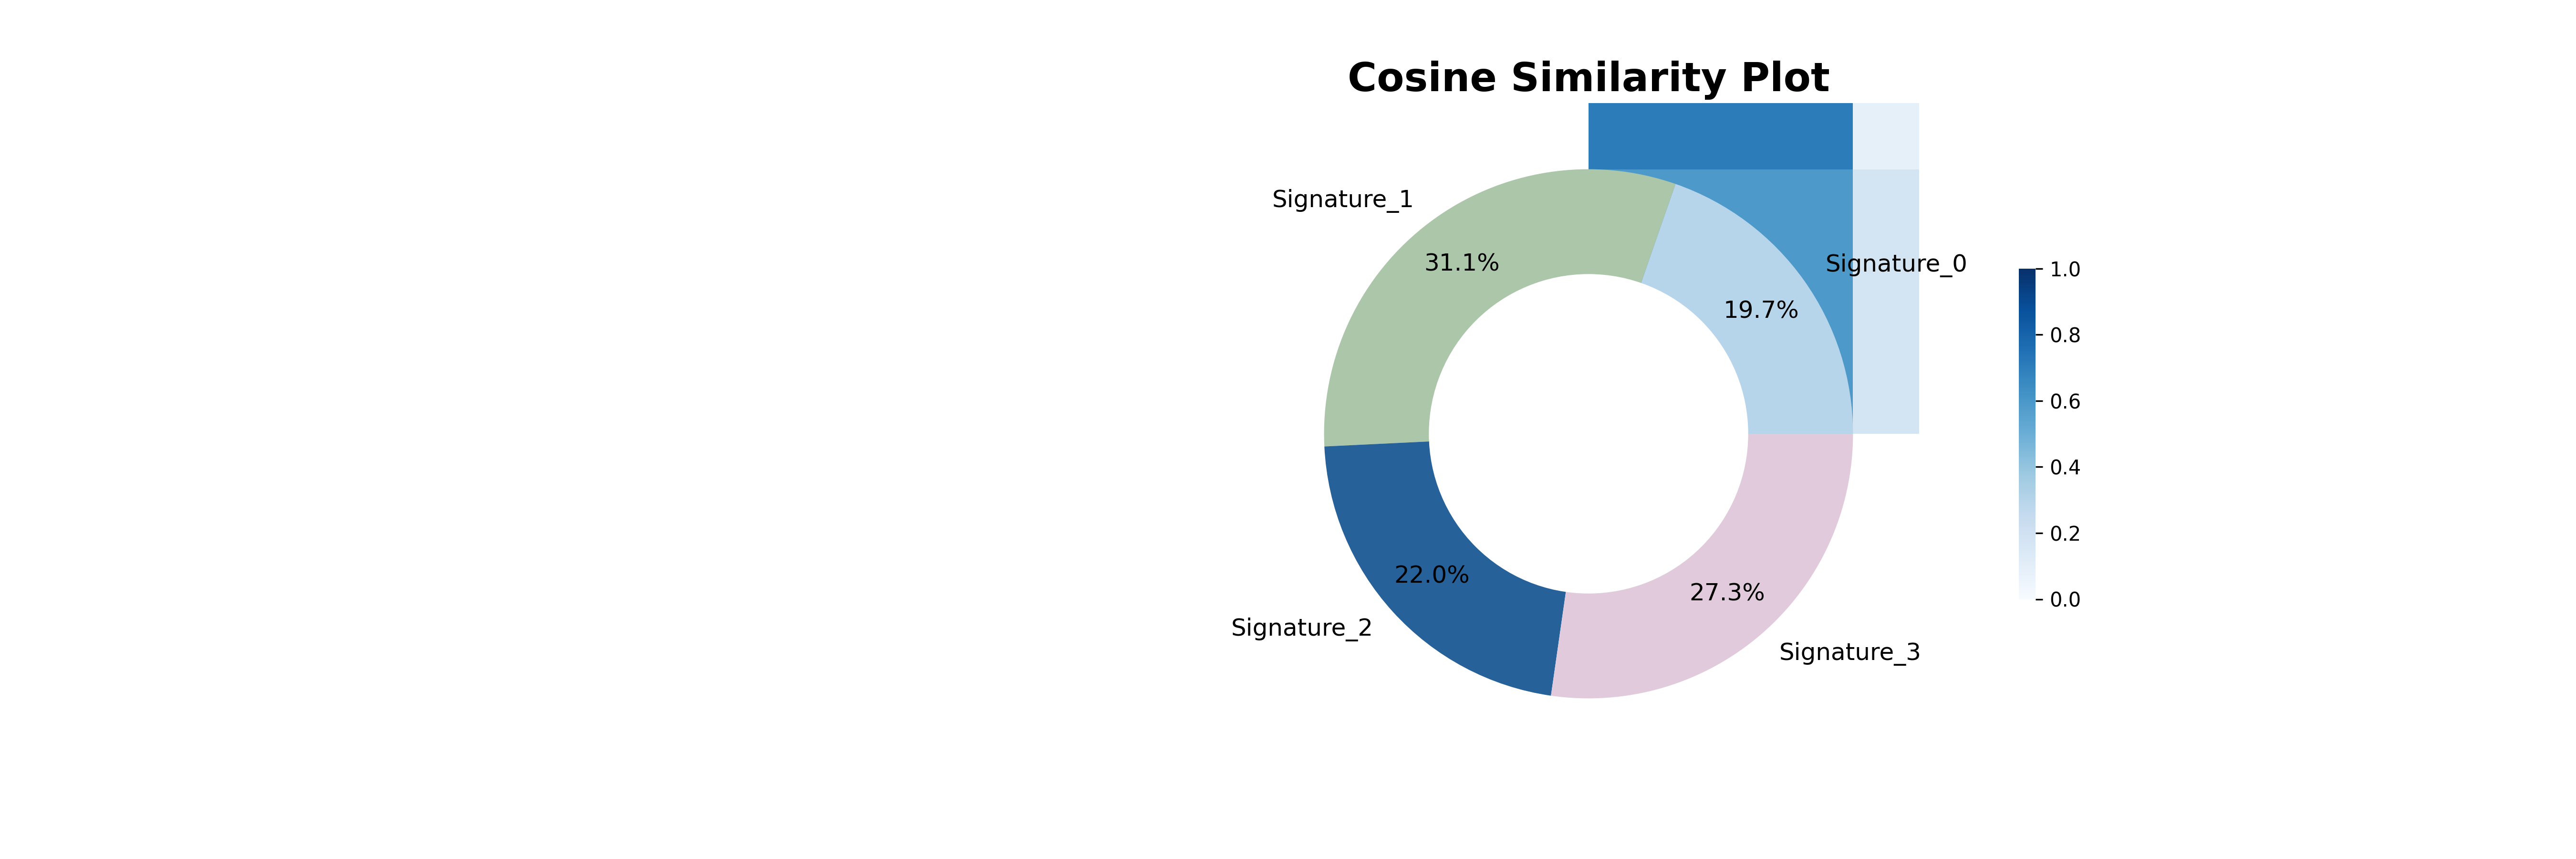 Cosine Similarity Plot
Signature_1
31.1%
Signature_0
19.7%
22.0%
Signature_2
27.3%
Signature_3
1.0
0.8
0.6
0.4
0.2
0.0